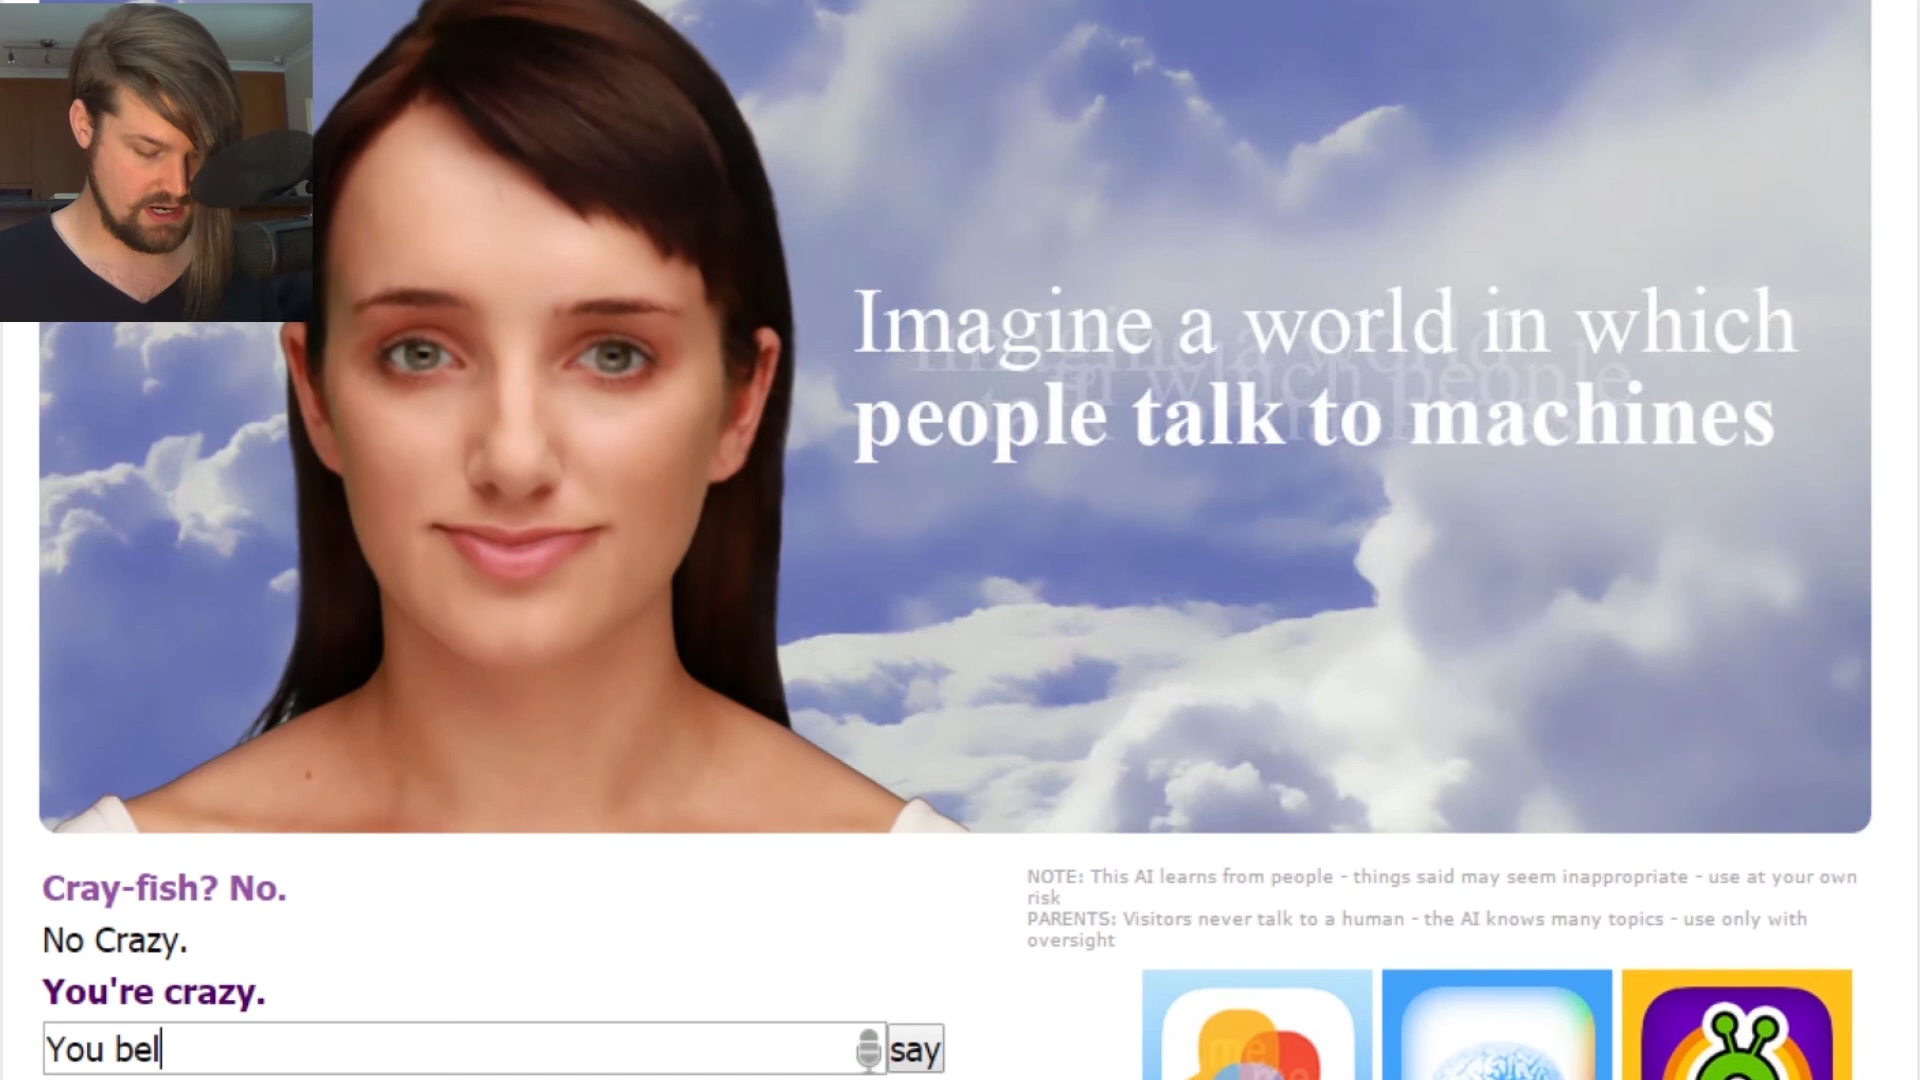 Imagine a world in which
people talk to machines
Cray-fish? No.
No Crazy.
You're crazy.
You bel
say
NOTE: This AI learns from people - things said may seem inappropriate - use at your own
risk
PARENTS: Visitors never talk to a human - the AI knows many topics - use only with
oversight
me
me